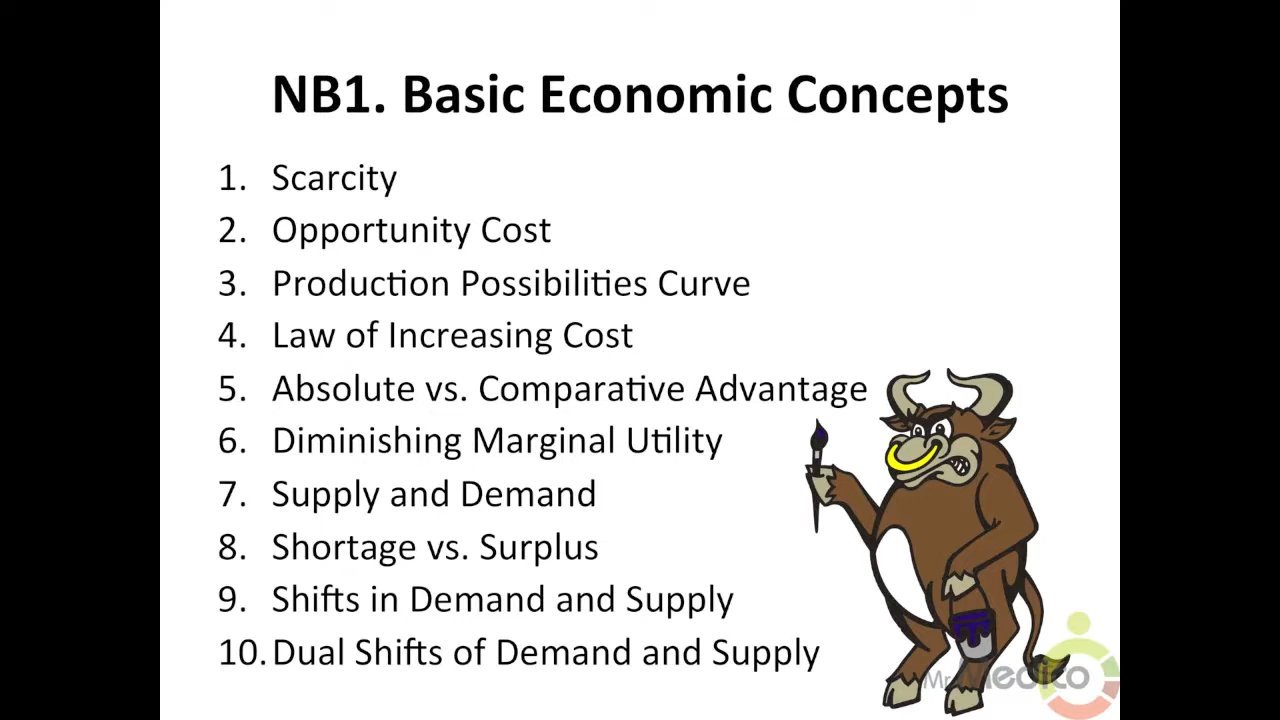 NB1. Basic Economic Concepts
1. Scarcity
2. Opportunity Cost
3. Production Possibilities Curve
4. Law of Increasing Cost
5. Absolute vs. Comparative Advantage
6. Diminishing Marginal Utility
7. Supply and Demand
8. Shortage vs. Surplus
9. Shifts in Demand and Supply
10. Dual Shifts of Demand and Supply
Mr. Medico